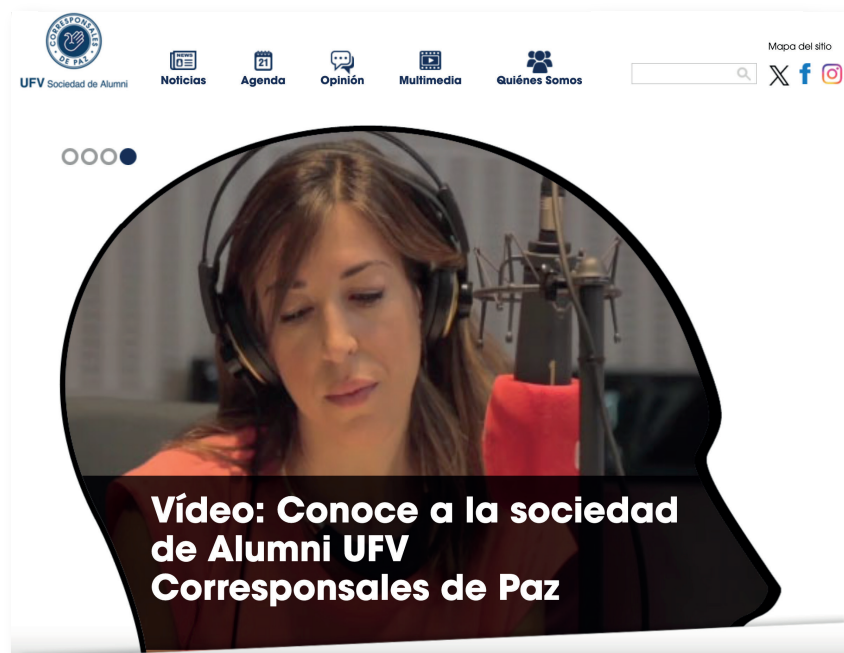 CORRESPONSALES
DE PAZ
UFV Sociedad de Alumni
NEWS
Noticias
21
Agenda
Opinión
Multimedia
Quiénes Somos
Mapa del sitio
Vídeo: Conoce a la sociedad
de Alumni UFV
Corresponsales de Paz